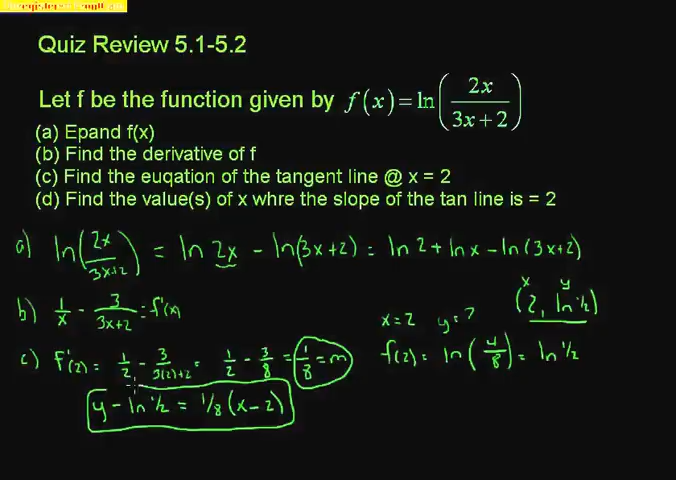 Quiz Review 5.1-5.2
Let f be the function given by f(x) = ln(2x / 3x + 2)
(a) Epand f(x)
(b) Find the derivative of f
(c) Find the euqation of the tangent line @ x = 2
(d) Find the value(s) of x whre the slope of the tan line is = 2
a) ln(2x / 3x+2) = ln 2x - ln(3x+2) = ln 2 + ln x - ln(3x+2)
b) 1/x - 3/3x+2 = f'(x)
x y
(2, ln 1/2)
x=2 y=?
c) f'(2) = 1/2 - 3/3(2)+2 = 1/2 - 3/8 = 1/8 = m
f(2) = ln(4/8) = ln 1/2
y - ln 1/2 = 1/8 (x - 2)